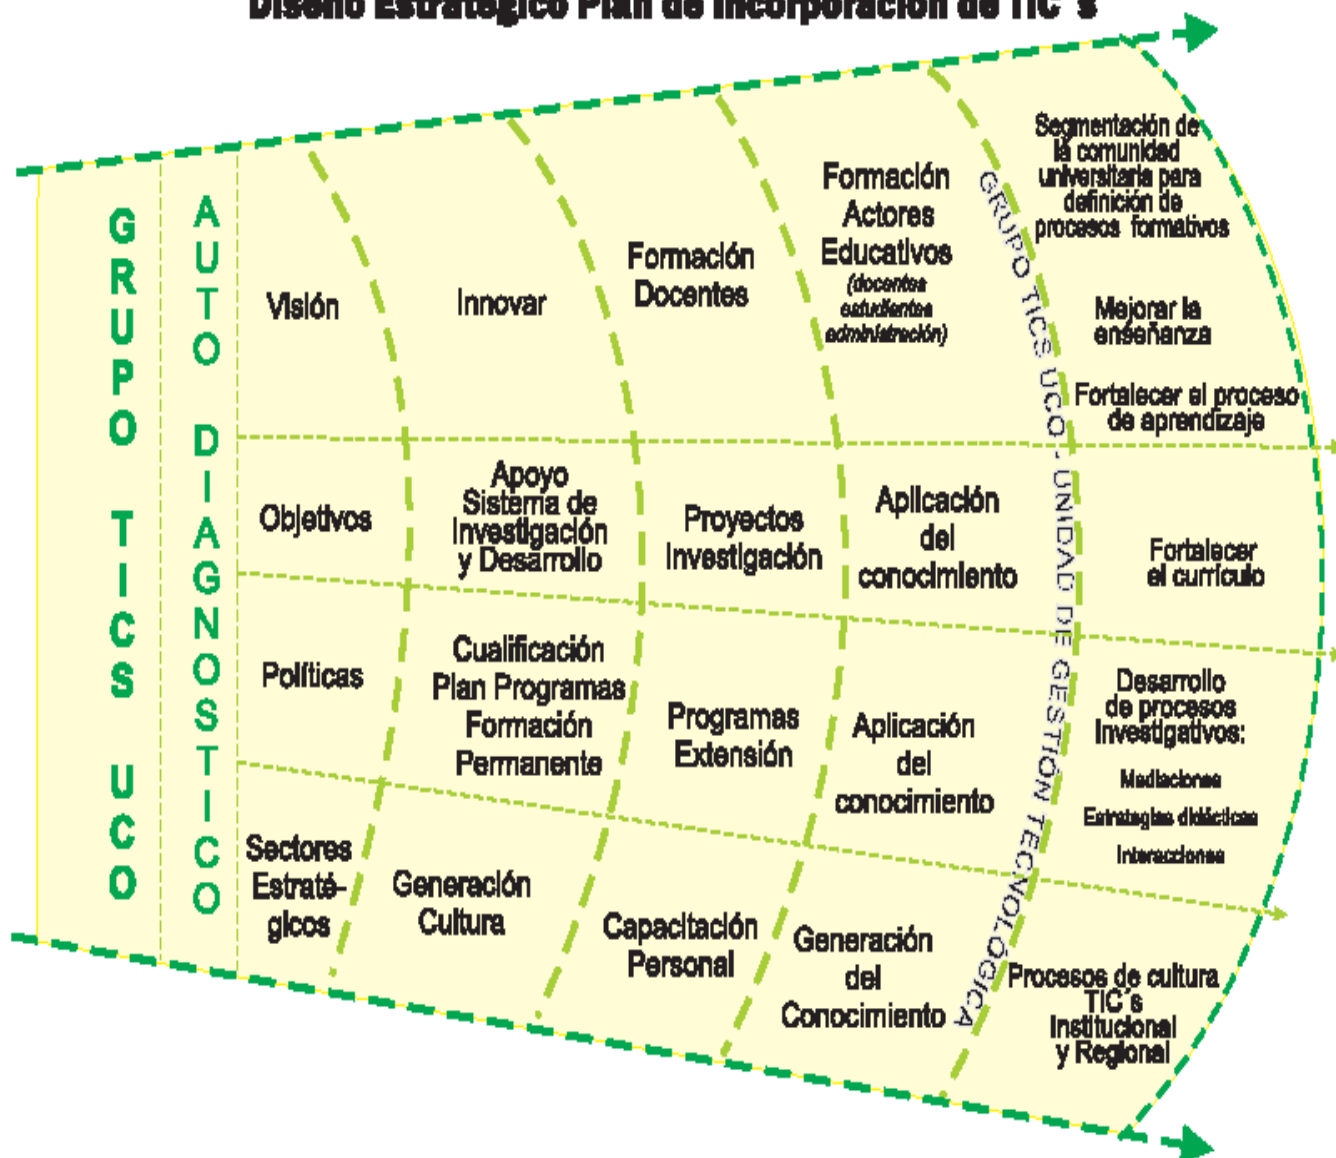 Diseño Estratégico Plan de Incorporación de TIC´s
GRUPO TICS UCO
AUTO DIAGNOSTICO
Visión
Objetivos
Políticas
Sectores
Estraté-
gicos
Innovar
Apoyo
Sistema de
Investigación
y Desarrollo
Cualificación
Plan Programas
Formación
Permanente
Generación
Cultura
Formación
Docentes
Proyectos
Investigación
Programas
Extensión
Capacitación
Personal
Formación
Actores
Educativos
(docentes
estudiantes
administración)
Aplicación
del
conocimiento
Aplicación
del
conocimiento
Generación
del
Conocimiento
GRUPO TICS UCO - UNIDAD DE GESTIÓN TECNOLÓGICA
Segmentación de
la comunidad
universitaria para
definición de
procesos formativos
Mejorar la
enseñanza
Fortalecer el proceso
de aprendizaje
Fortalecer
el currículo
Desarrollo
de procesos
Investigativos:
Mediaciones
Estrategias didácticas
Interacciones
Procesos de cultura
TIC´s
Institucional
y Regional